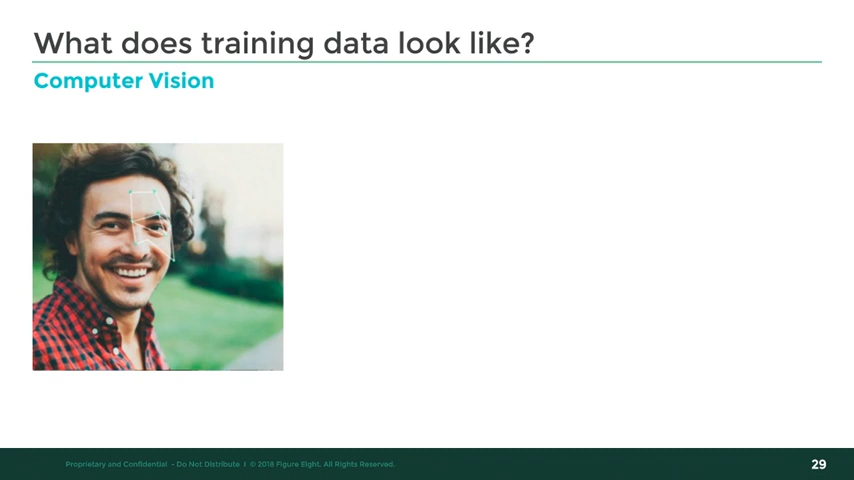 What does training data look like?
Computer Vision
Proprietary and Confidential - Do Not Distribute I © 2018 Figure Eight. All Rights Reserved.
29